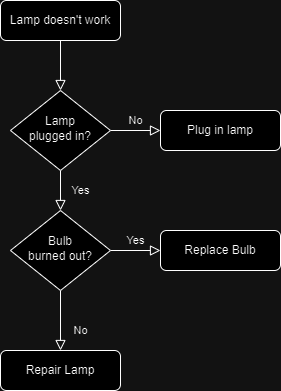 Lamp doesn't work
Lamp
plugged in?
No
Plug in lamp
Yes
Bulb
burned out?
Yes
Replace Bulb
No
Repair Lamp